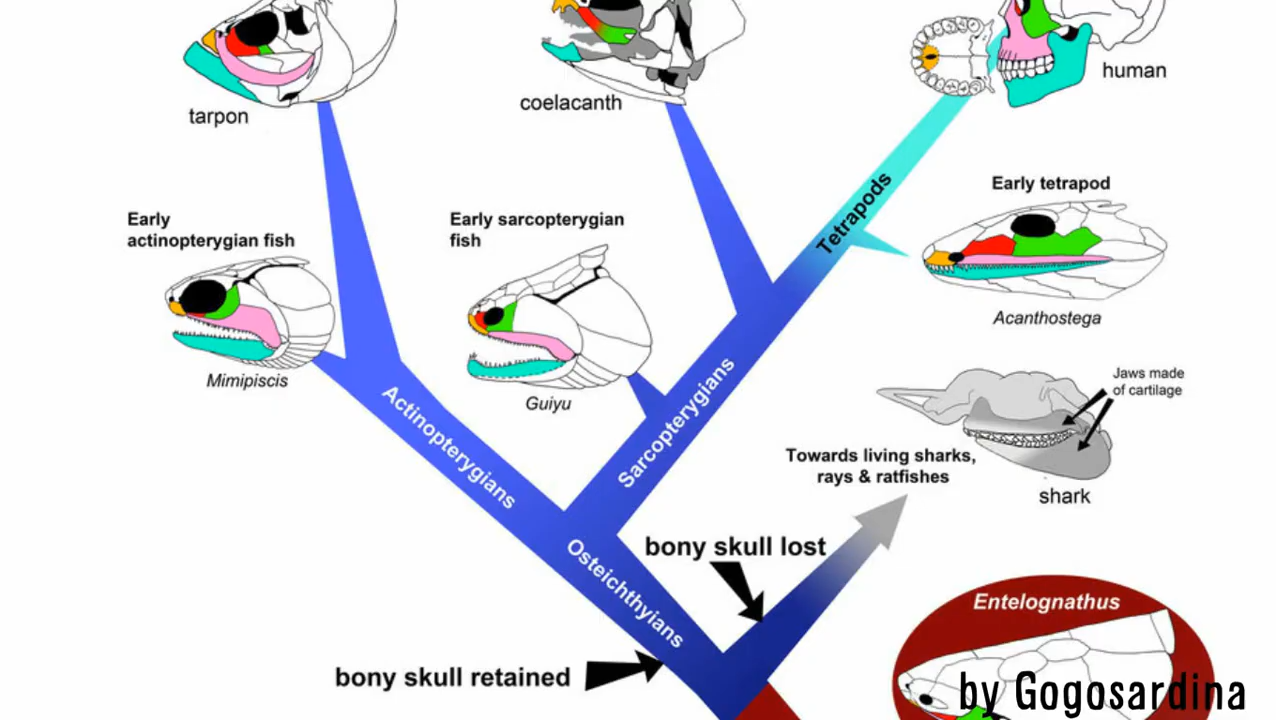 tarpon
coelacanth
human
Early
actinopterygian fish
Early sarcopterygian
fish
Tetrapods
Early tetrapod
Mimipiscis
Guiyu
Acanthostega
Actinopterygians
Sarcopterygians
Jaws made
of cartilage
Towards living sharks,
rays & ratfishes
shark
bony skull lost
Osteichthyians
bony skull retained
Entelognathus
by Gogosardina